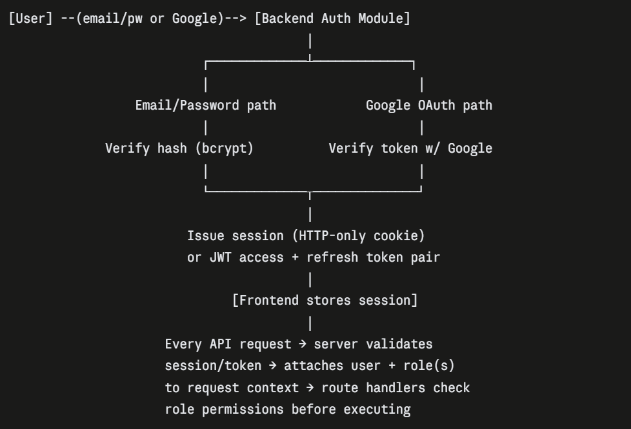 [User] --(email/pw or Google)--> [Backend Auth Module]
Email/Password path Google OAuth path
Verify hash (bcrypt) Verify token w/ Google
Issue session (HTTP-only cookie)
or JWT access + refresh token pair
[Frontend stores session]
Every API request → server validates
session/token → attaches user + role(s)
to request context → route handlers check
role permissions before executing